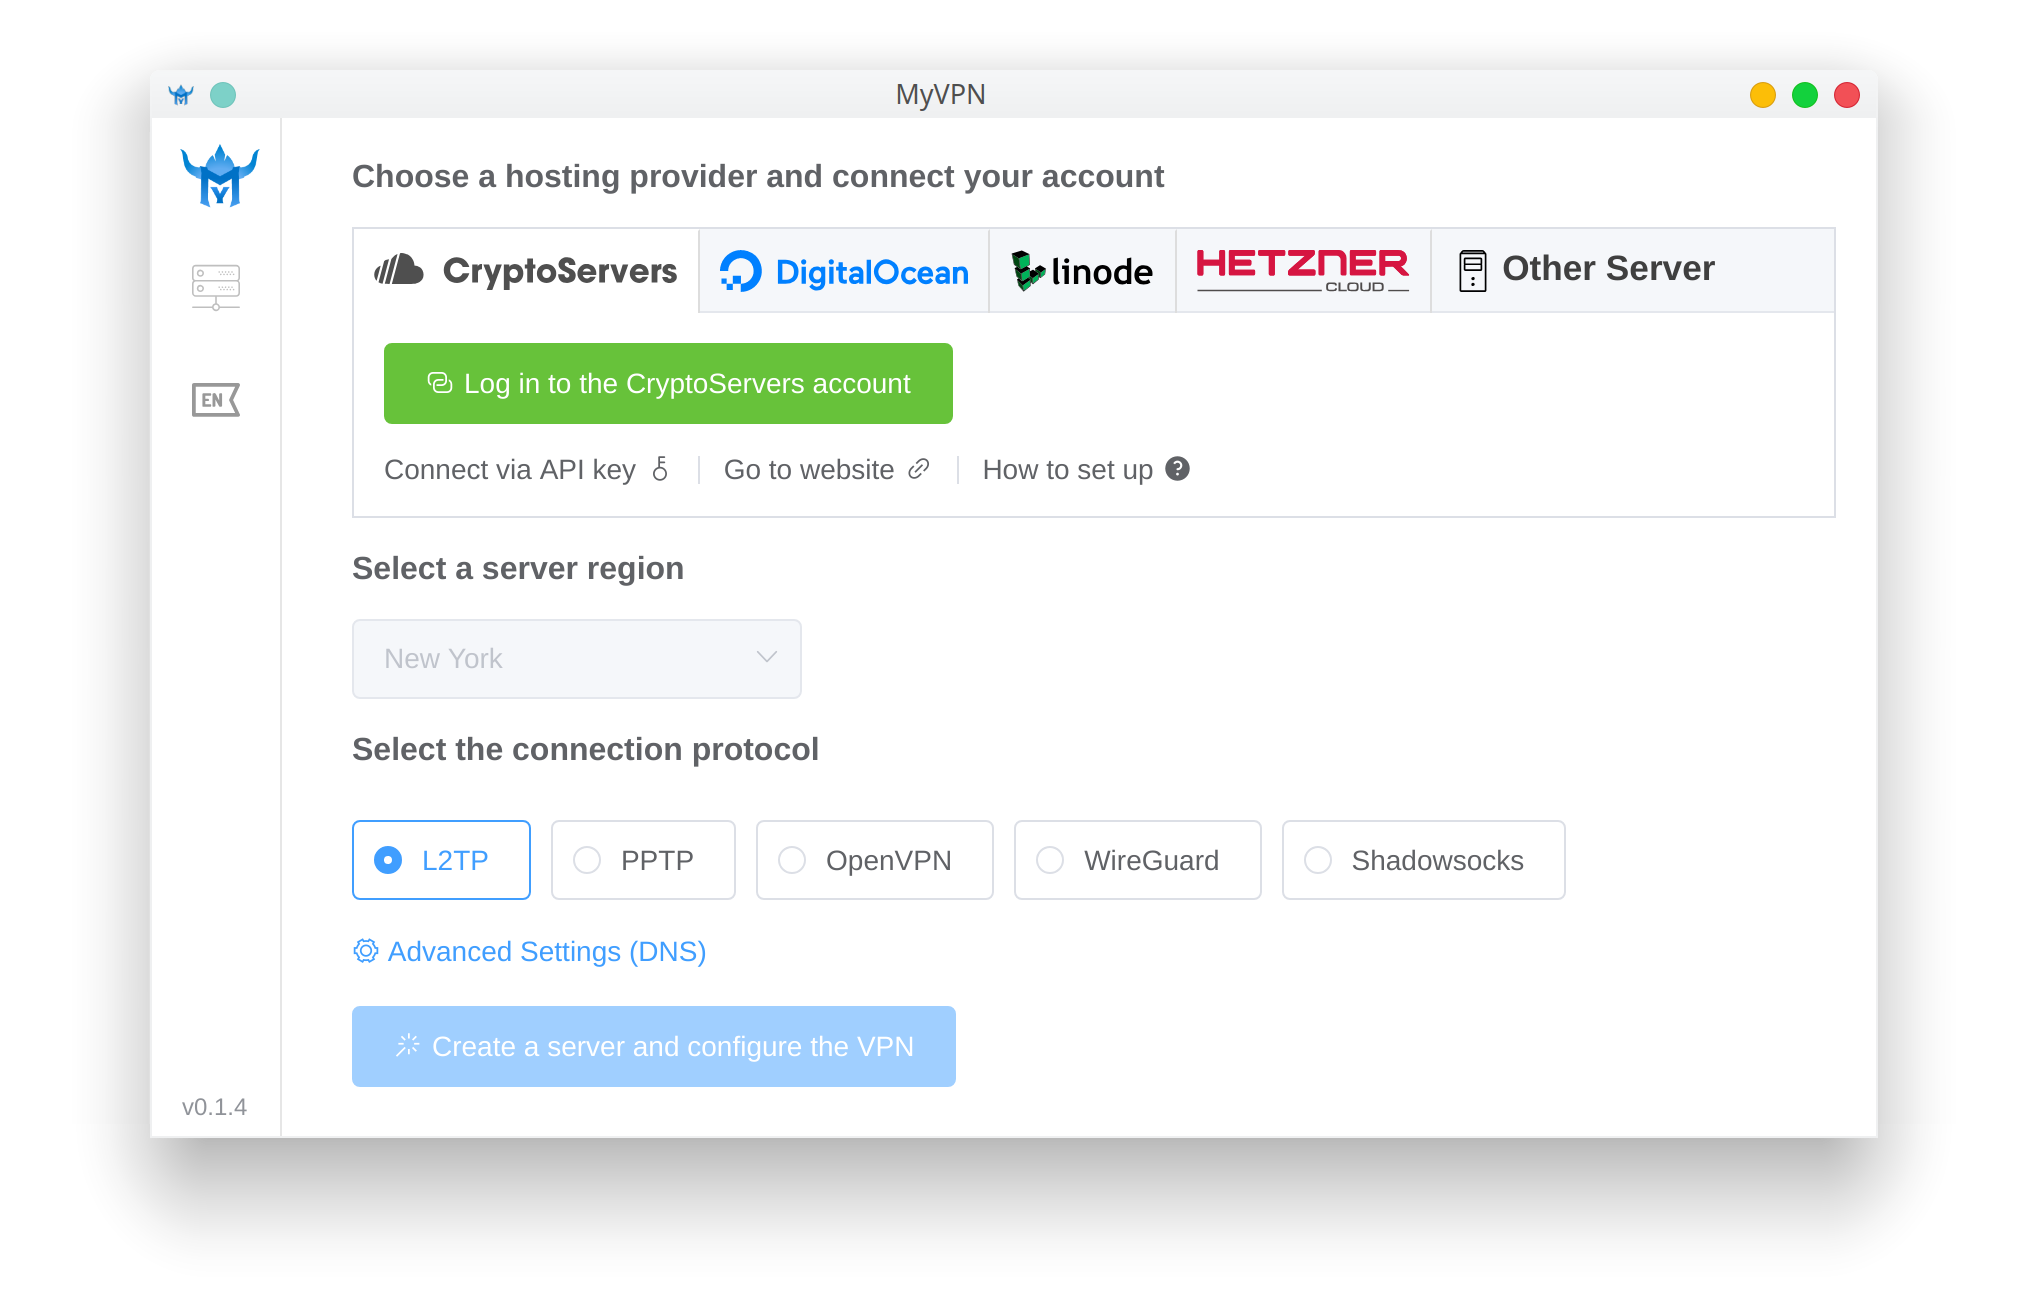 MyVPN
Choose a hosting provider and connect your account
CryptoServers
DigitalOcean
linode
HETZNER
CLOUD
Other Server
EN
Log in to the CryptoServers account
Connect via API key
Go to website
How to set up
Select a server region
New York
Select the connection protocol
L2TP
PPTP
OpenVPN
WireGuard
Shadowsocks
Advanced Settings (DNS)
Create a server and configure the VPN
v0.1.4